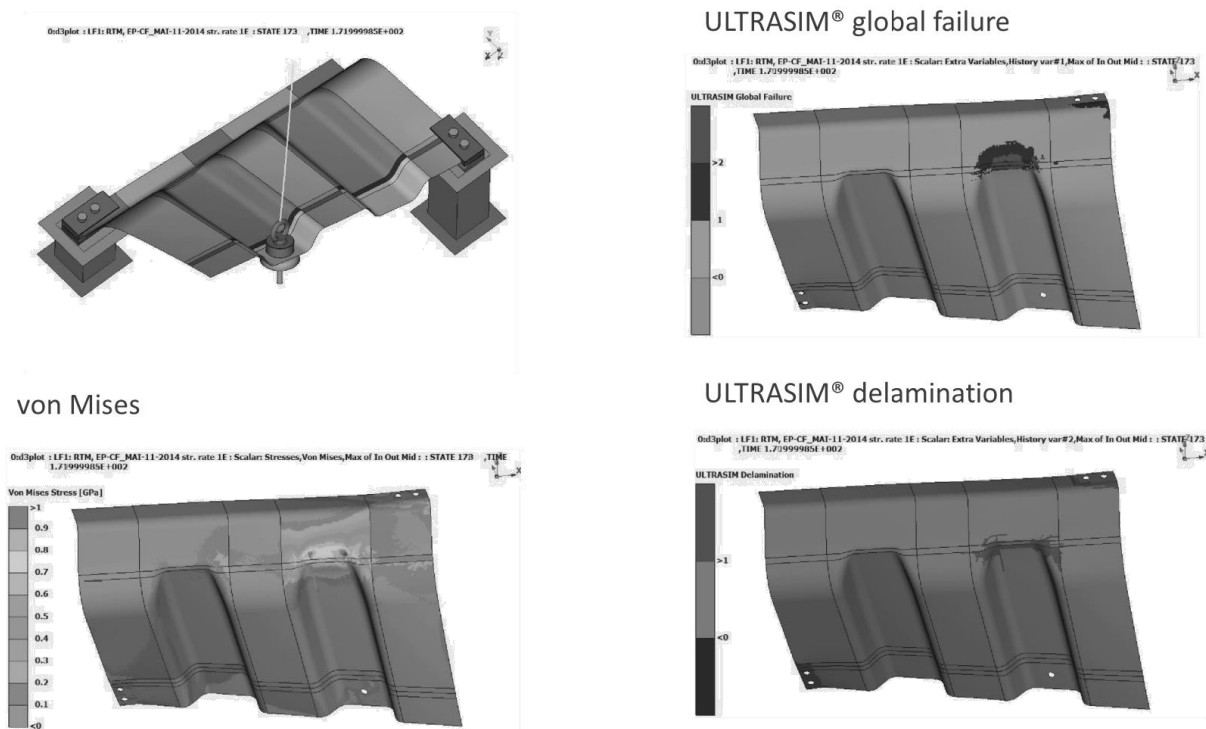 0:d3plot : LF1: RTM, EP-CF_MAI-11-2014 str. rate 1E : STATE 173 ,TIME 1.71999985E+002
Y
X Z
ULTRASIM® global failure
0:d3plot : LF1: RTM, EP-CF_MAI-11-2014 str. rate 1E : Scalar: Extra Variables,History var#1,Max of In Out Mid : : STATE 173
,TIME 1.71999985E+002
Z
X
ULTRASIM Global Failure
>2
1
<0
von Mises
0:d3plot : LF1: RTM, EP-CF_MAI-11-2014 str. rate 1E : Scalar: Stresses,Von Mises,Max of In Out Mid : : STATE 173 ,TIME
1.71999985E+002
X
Von Mises Stress [GPa]
>1
0.9
0.8
0.7
0.6
0.5
0.4
0.3
0.2
0.1
<0
ULTRASIM® delamination
0:d3plot : LF1: RTM, EP-CF_MAI-11-2014 str. rate 1E : Scalar: Extra Variables,History var#2,Max of In Out Mid : : STATE 173
,TIME 1.71999985E+002
Z
X
ULTRASIM Delamination
>1
<0